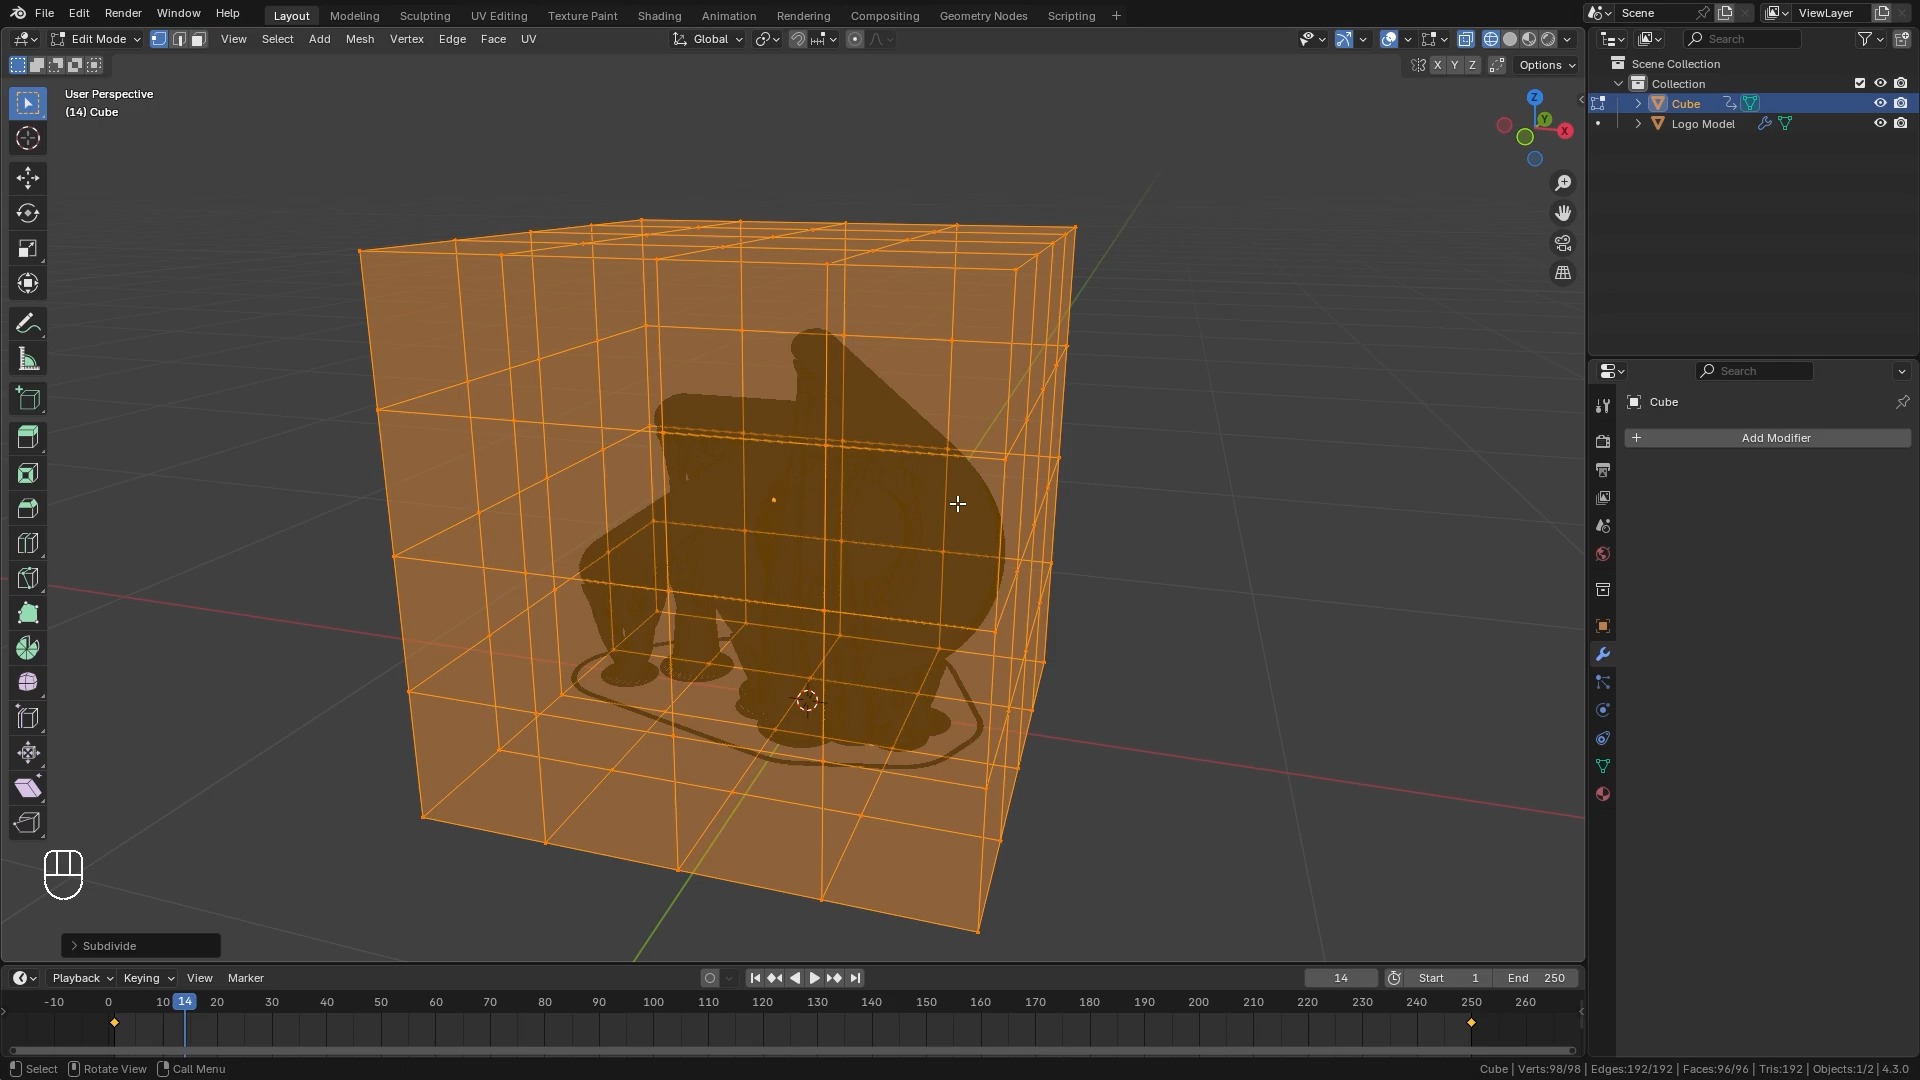 File Edit Render Window Help Layout Modeling Sculpting UV Editing Texture Paint Shading Animation Rendering Compositing Geometry Nodes Scripting + Scene ViewLayer
Edit Mode View Select Add Mesh Vertex Edge Face UV Global Search
X Y Z Options
Scene Collection
Collection
Cube
Logo Model
User Perspective
(14) Cube
Z
Y
X
Search
Cube
+ Add Modifier
Subdivide
Playback Keying View Marker 14 Start 1 End 250
-10 0 10 14 20 30 40 50 60 70 80 90 100 110 120 130 140 150 160 170 180 190 200 210 220 230 240 250 260
Select Rotate View Call Menu Cube | Verts:98/98 | Edges:192/192 | Faces:96/96 | Tris:192 | Objects:1/2 | 4.3.0